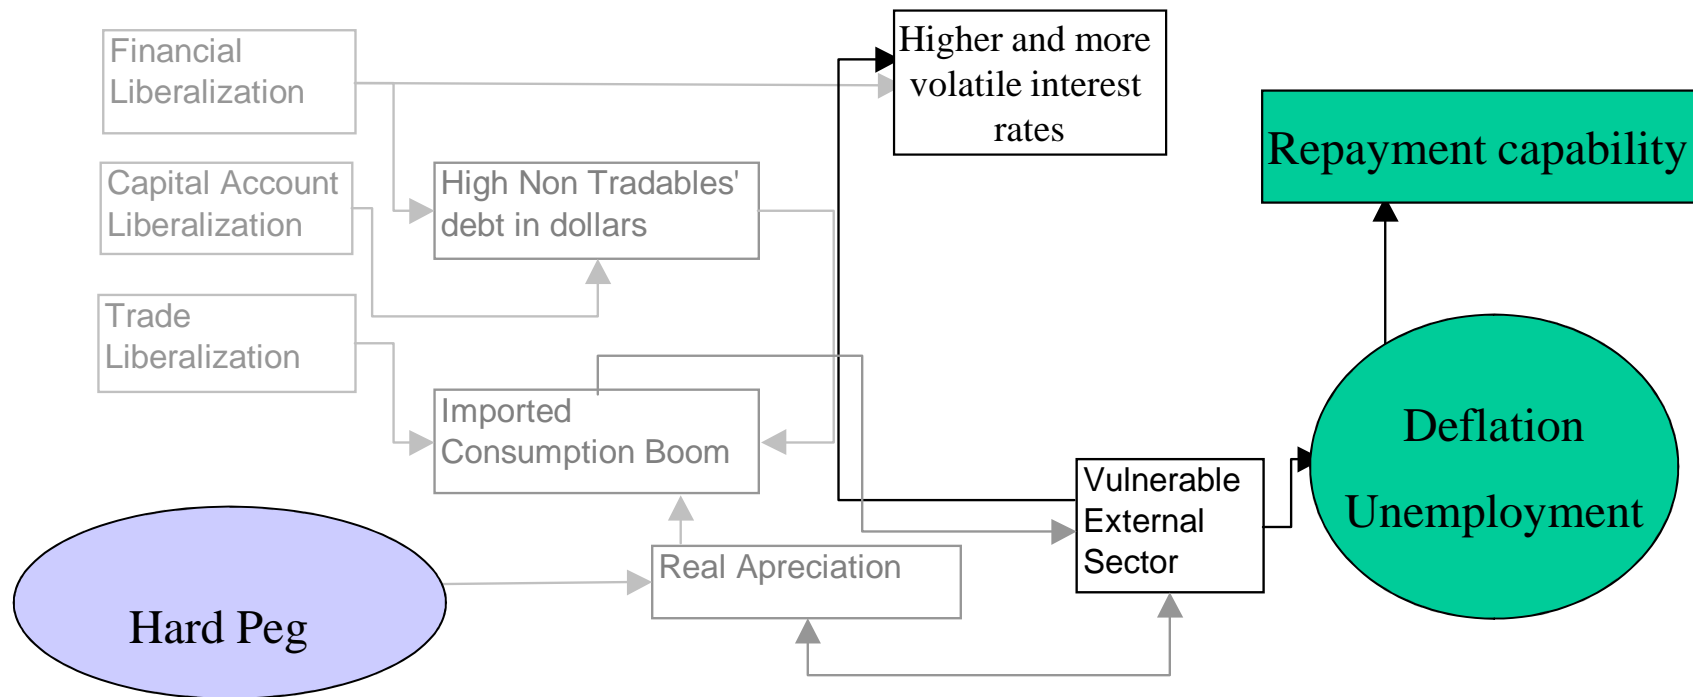 Financial
Liberalization
Higher and more
volatile interest
rates
Repayment capability
Capital Account
Liberalization
High Non Tradables'
debt in dollars
Trade
Liberalization
Imported
Consumption Boom
Vulnerable
External
Sector
Deflation
Unemployment
Real Apreciation
Hard Peg